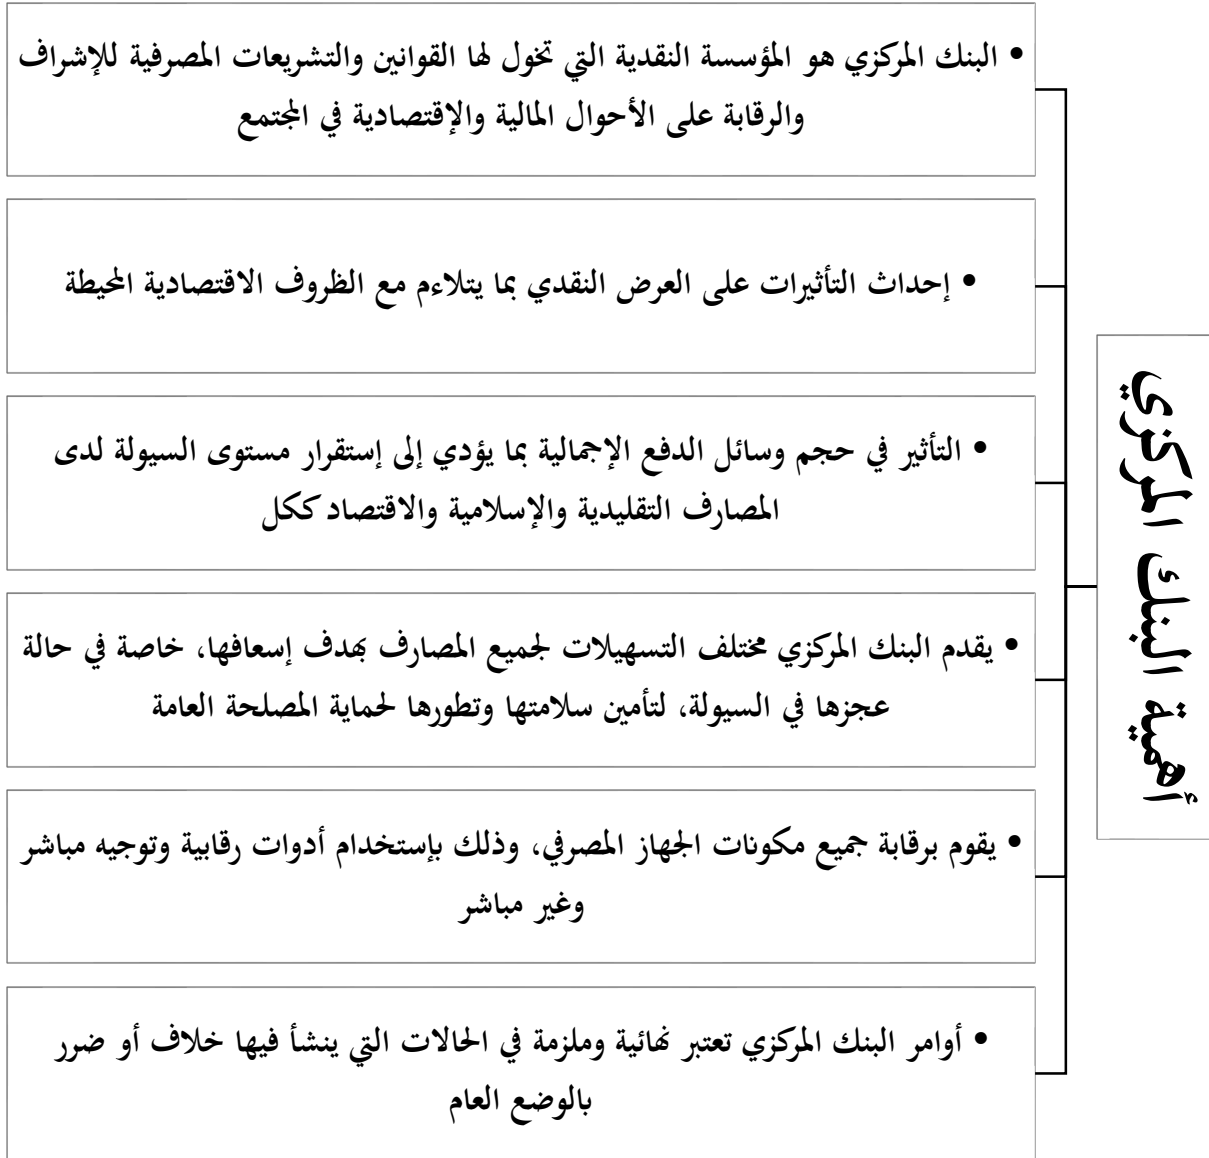 أهمية البنك المركزي
• البنك المركزي هو المؤسسة النقدية التي تخول لها القوانين والتشريعات المصرفية للإشراف
والرقابة على الأحوال المالية والإقتصادية في المجتمع
• إحداث التأثيرات على العرض النقدي بما يتلاءم مع الظروف الاقتصادية المحيطة
• التأثير في حجم وسائل الدفع الإجمالية بما يؤدي إلى إستقرار مستوى السيولة لدى
المصارف التقليدية والإسلامية والاقتصاد ككل
• يقدم البنك المركزي مختلف التسهيلات لجميع المصارف بهدف إسعافها، خاصة في حالة
عجزها في السيولة، لتأمين سلامتها وتطورها لحماية المصلحة العامة
• يقوم برقابة جميع مكونات الجهاز المصرفي، وذلك بإستخدام أدوات رقابية وتوجيه مباشر
وغير مباشر
• أوامر البنك المركزي تعتبر نهائية وملزمة في الحالات التي ينشأ فيها خلاف أو ضرر
بالوضع العام